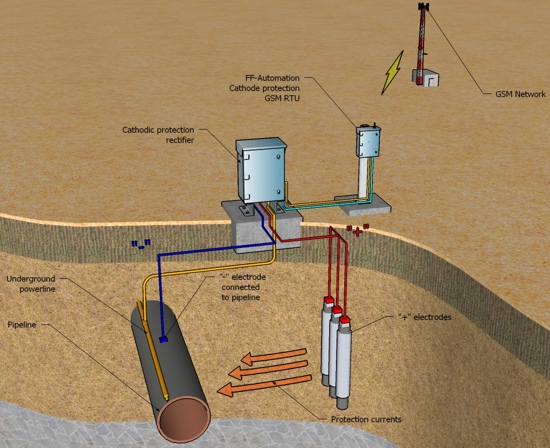 GSM Network
FF-Automation
Cathode protection
GSM RTU
Cathodic protection
rectifier
"-"
"+"
Underground
powerline
"-" electrode
connected
to pipeline
Pipeline
"+" electrodes
Protection currents